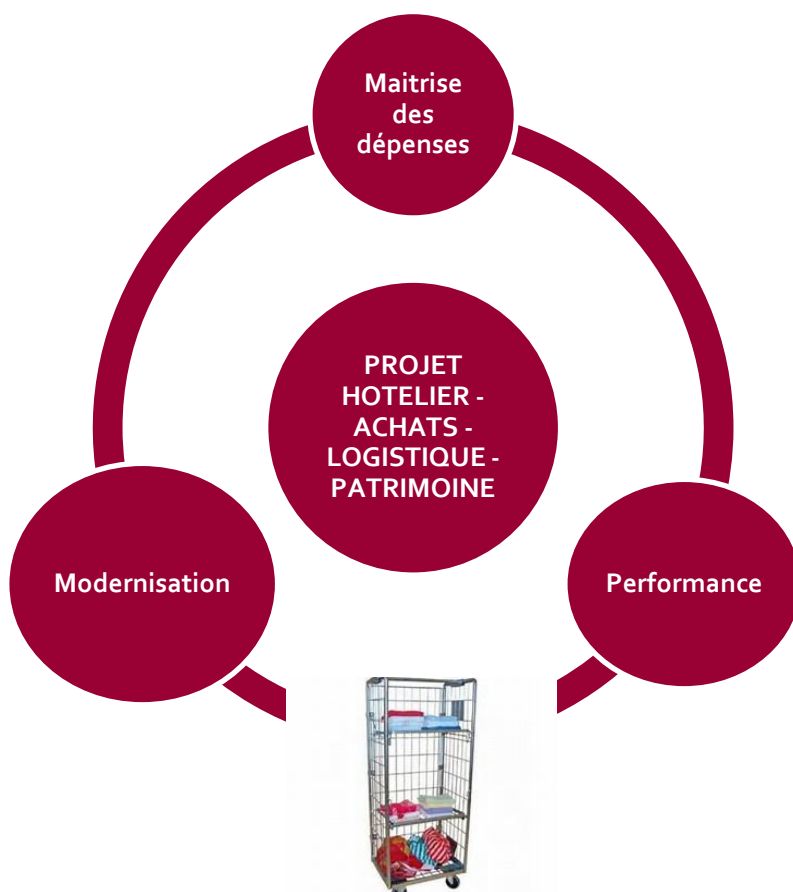 Maitrise
des
dépenses
PROJET
HOTELIER -
ACHATS -
LOGISTIQUE -
PATRIMOINE
Modernisation
Performance